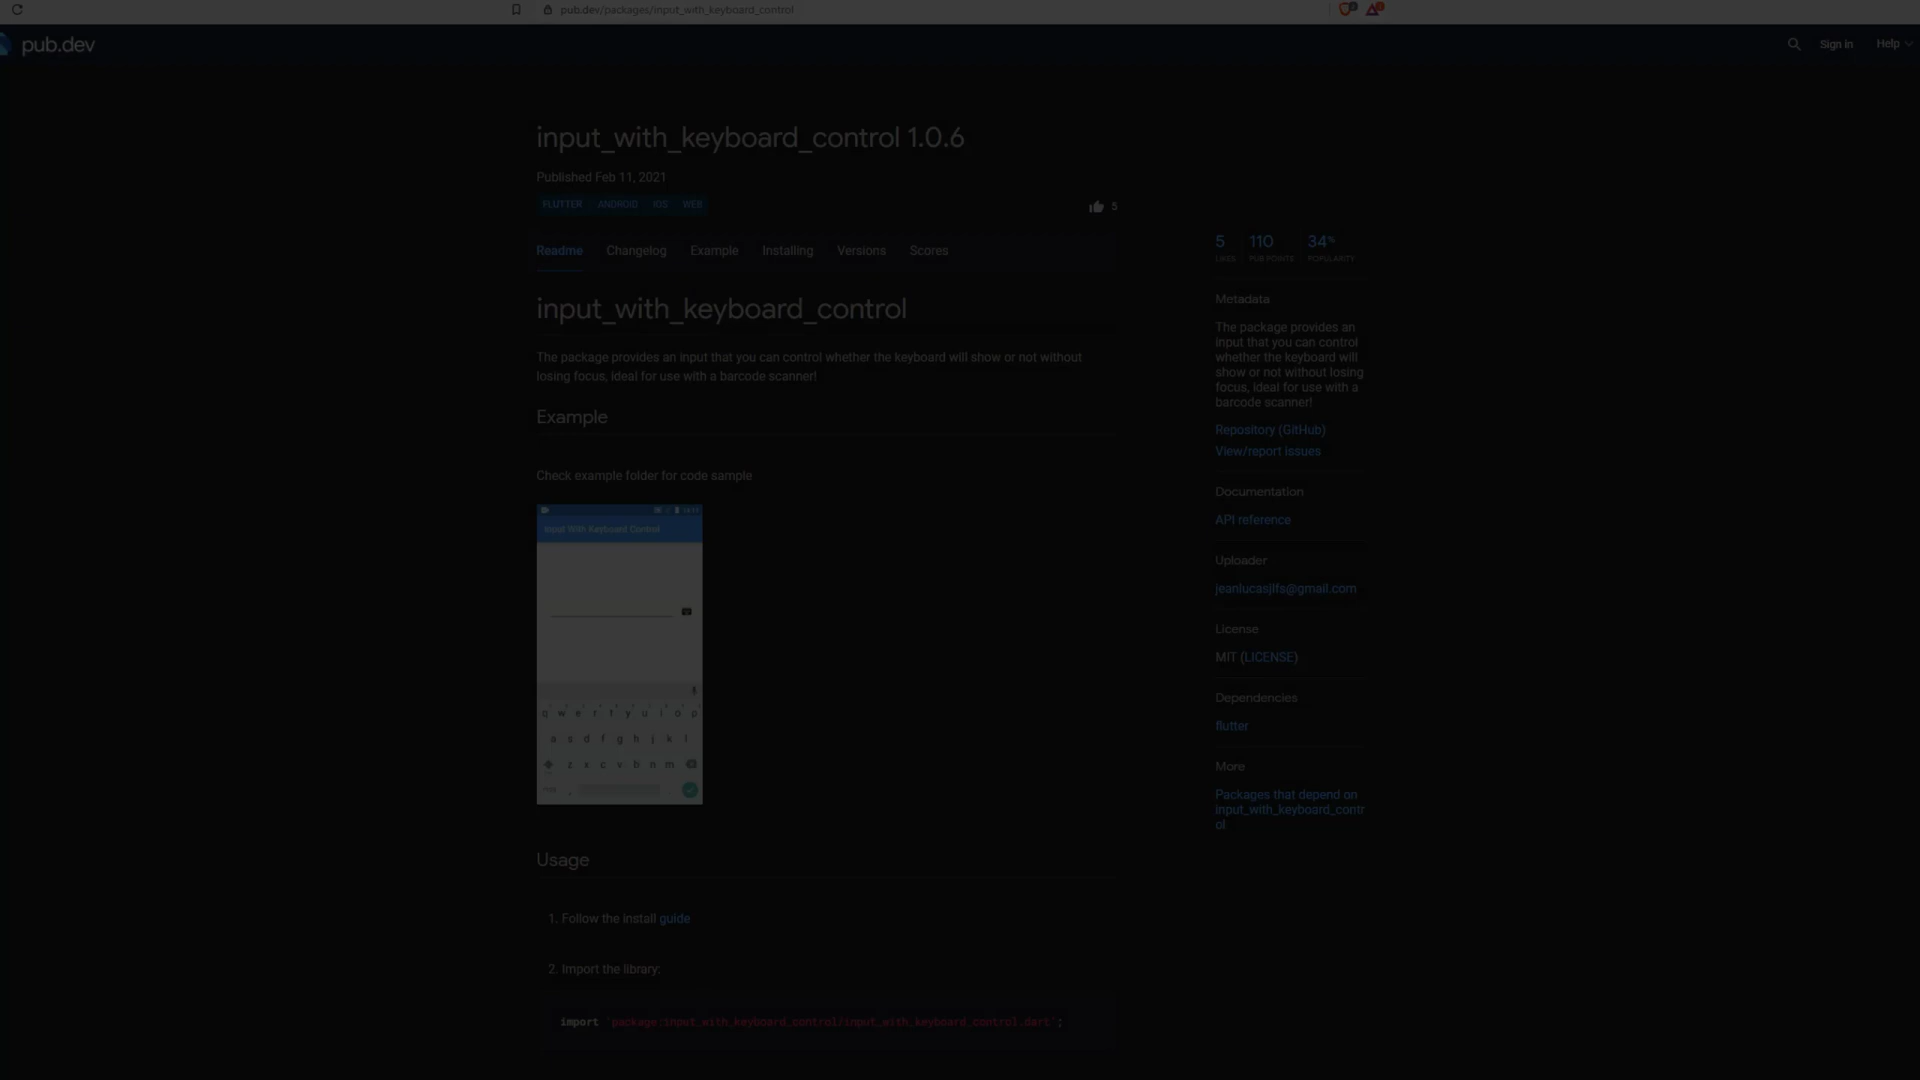 pub.dev/packages/input_with_keyboard_control
pub.dev
Sign in
Help
input_with_keyboard_control 1.0.6
Published Feb 11, 2021
FLUTTER ANDROID IOS WEB
5
Readme Changelog Example Installing Versions Scores
5 110 34%
LIKES PUB POINTS POPULARITY
input_with_keyboard_control
The package provides an input that you can control whether the keyboard will show or not without
losing focus, ideal for use with a barcode scanner!
Example
Check example folder for code sample
Input With Keyboard Control
q w e r t y u i o p
a s d f g h j k l
z x c v b n m
Usage
1. Follow the install guide
2. Import the library:
import 'package:input_with_keyboard_control/input_with_keyboard_control.dart';
Metadata
The package provides an
input that you can control
whether the keyboard will
show or not without losing
focus, ideal for use with a
barcode scanner!
Repository (GitHub)
View/report issues
Documentation
API reference
Uploader
jeanlucasjlfs@gmail.com
License
MIT (LICENSE)
Dependencies
flutter
More
Packages that depend on
input_with_keyboard_contr
ol